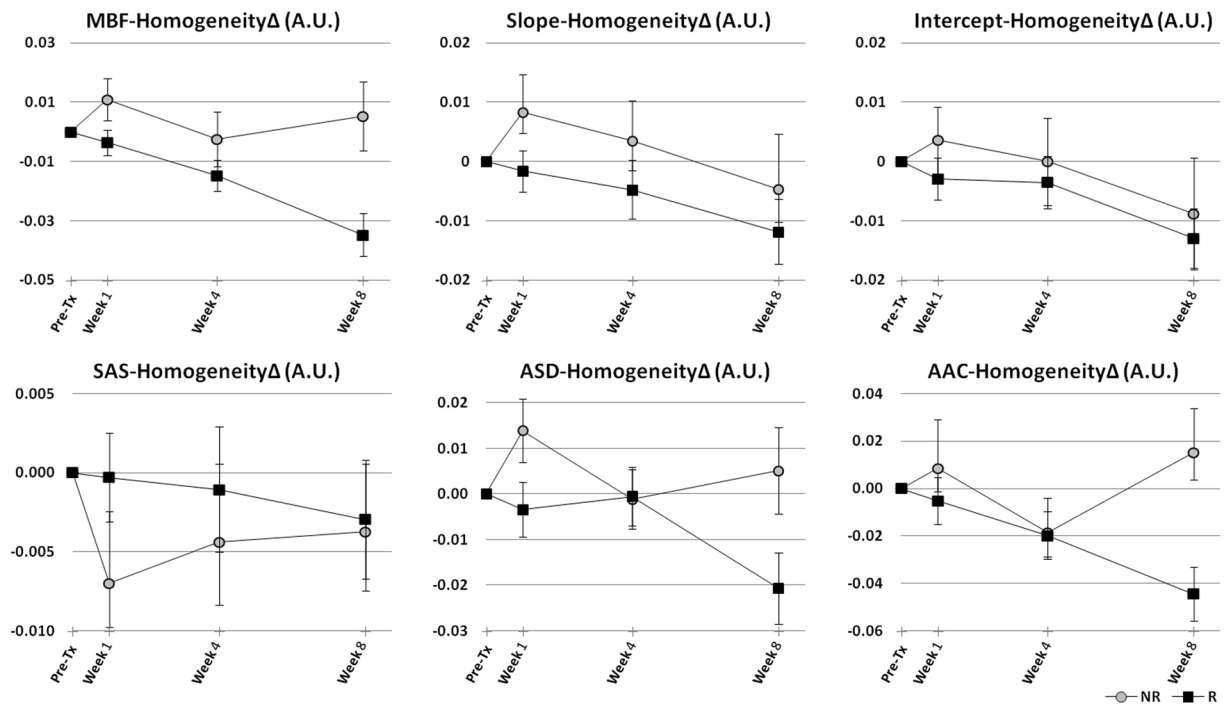 MBF-HomogeneityΔ (A.U.)
0.03
0.01
-0.01
-0.03
-0.05
Pre-Tx
Week 1
Week 4
Week 8
Slope-HomogeneityΔ (A.U.)
0.02
0.01
0
-0.01
-0.02
Pre-Tx
Week 1
Week 4
Week 8
Intercept-HomogeneityΔ (A.U.)
0.02
0.01
0
-0.01
-0.02
Pre-Tx
Week 1
Week 4
Week 8
SAS-HomogeneityΔ (A.U.)
0.005
0.000
-0.005
-0.010
Pre-Tx
Week 1
Week 4
Week 8
ASD-HomogeneityΔ (A.U.)
0.02
0.01
0.00
-0.01
-0.02
-0.03
Pre-Tx
Week 1
Week 4
Week 8
AAC-HomogeneityΔ (A.U.)
0.04
0.02
0.00
-0.02
-0.04
-0.06
Pre-Tx
Week 1
Week 4
Week 8
NR R